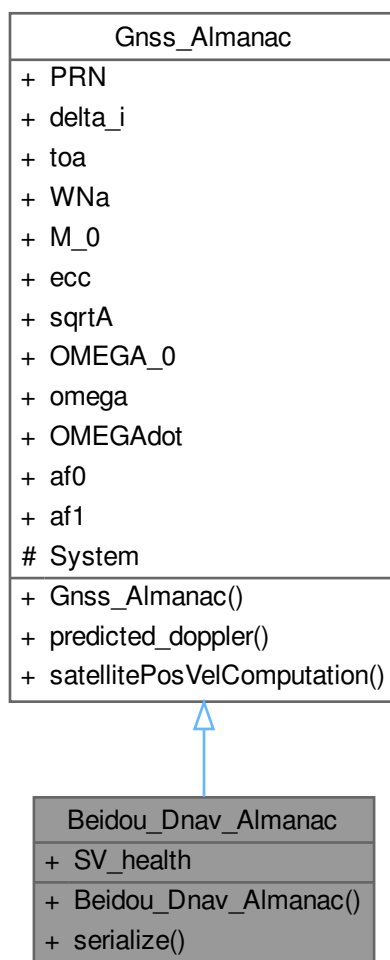 Gnss_Almanac
+ PRN
+ delta_i
+ toa
+ WNa
+ M_0
+ ecc
+ sqrtA
+ OMEGA_0
+ omega
+ OMEGAdot
+ af0
+ af1
# System
+ Gnss_Almanac()
+ predicted_doppler()
+ satellitePosVelComputation()
Beidou_Dnav_Almanac
+ SV_health
+ Beidou_Dnav_Almanac()
+ serialize()